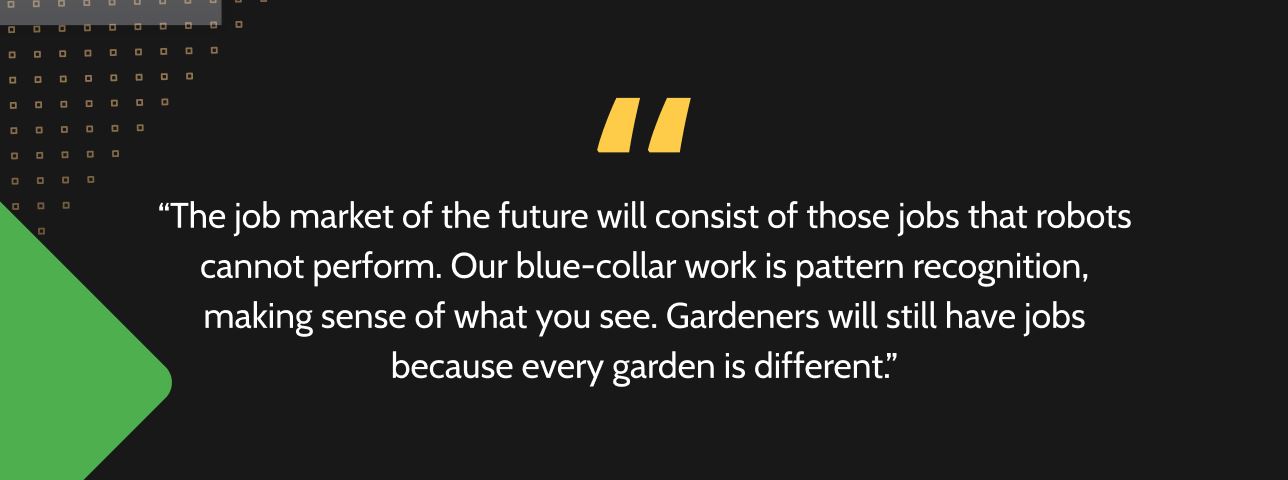 “The job market of the future will consist of those jobs that robots
cannot perform. Our blue-collar work is pattern recognition,
making sense of what you see. Gardeners will still have jobs
because every garden is different.”